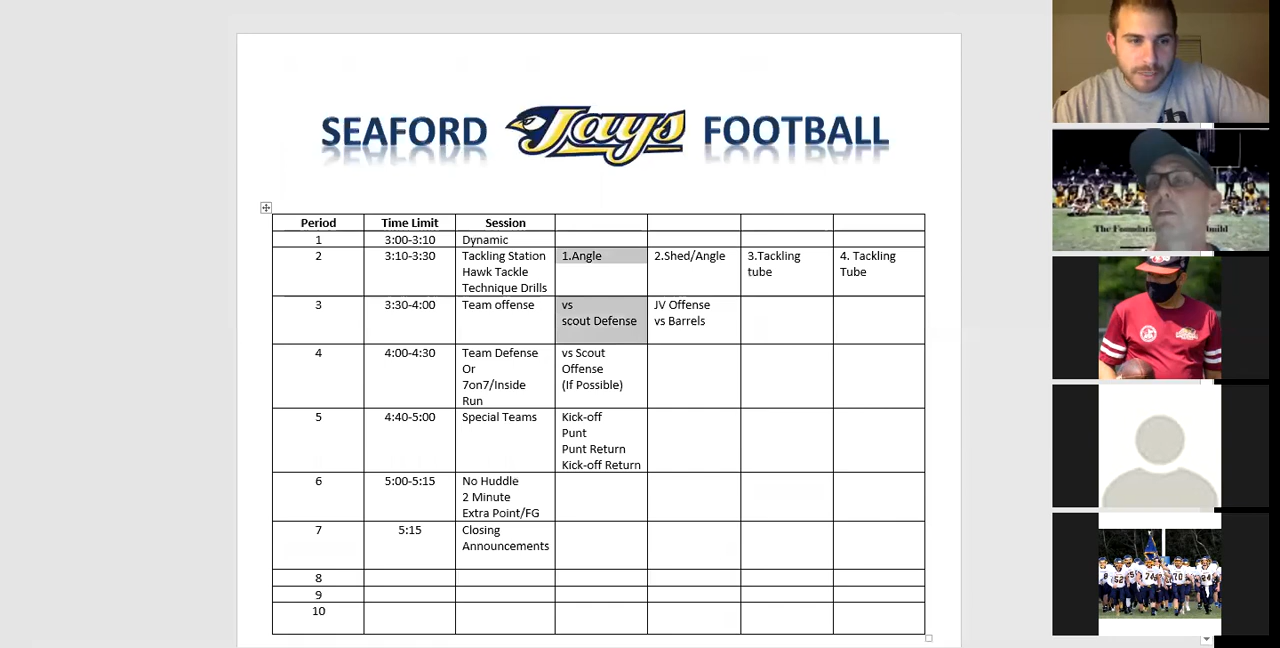 SEAFORD Jays FOOTBALL
Period Time Limit Session
1 3:00-3:10 Dynamic
2 3:10-3:30 Tackling Station 1.Angle 2.Shed/Angle 3.Tackling 4. Tackling
Hawk Tackle tube Tube
Technique Drills
3 3:30-4:00 Team offense vs JV Offense
scout Defense vs Barrels
4 4:00-4:30 Team Defense vs Scout
Or Offense
7on7/Inside (If Possible)
Run
5 4:40-5:00 Special Teams Kick-off
Punt
Punt Return
Kick-off Return
6 5:00-5:15 No Huddle
2 Minute
Extra Point/FG
7 5:15 Closing
Announcements
8
9
10
The Foundation
74
70